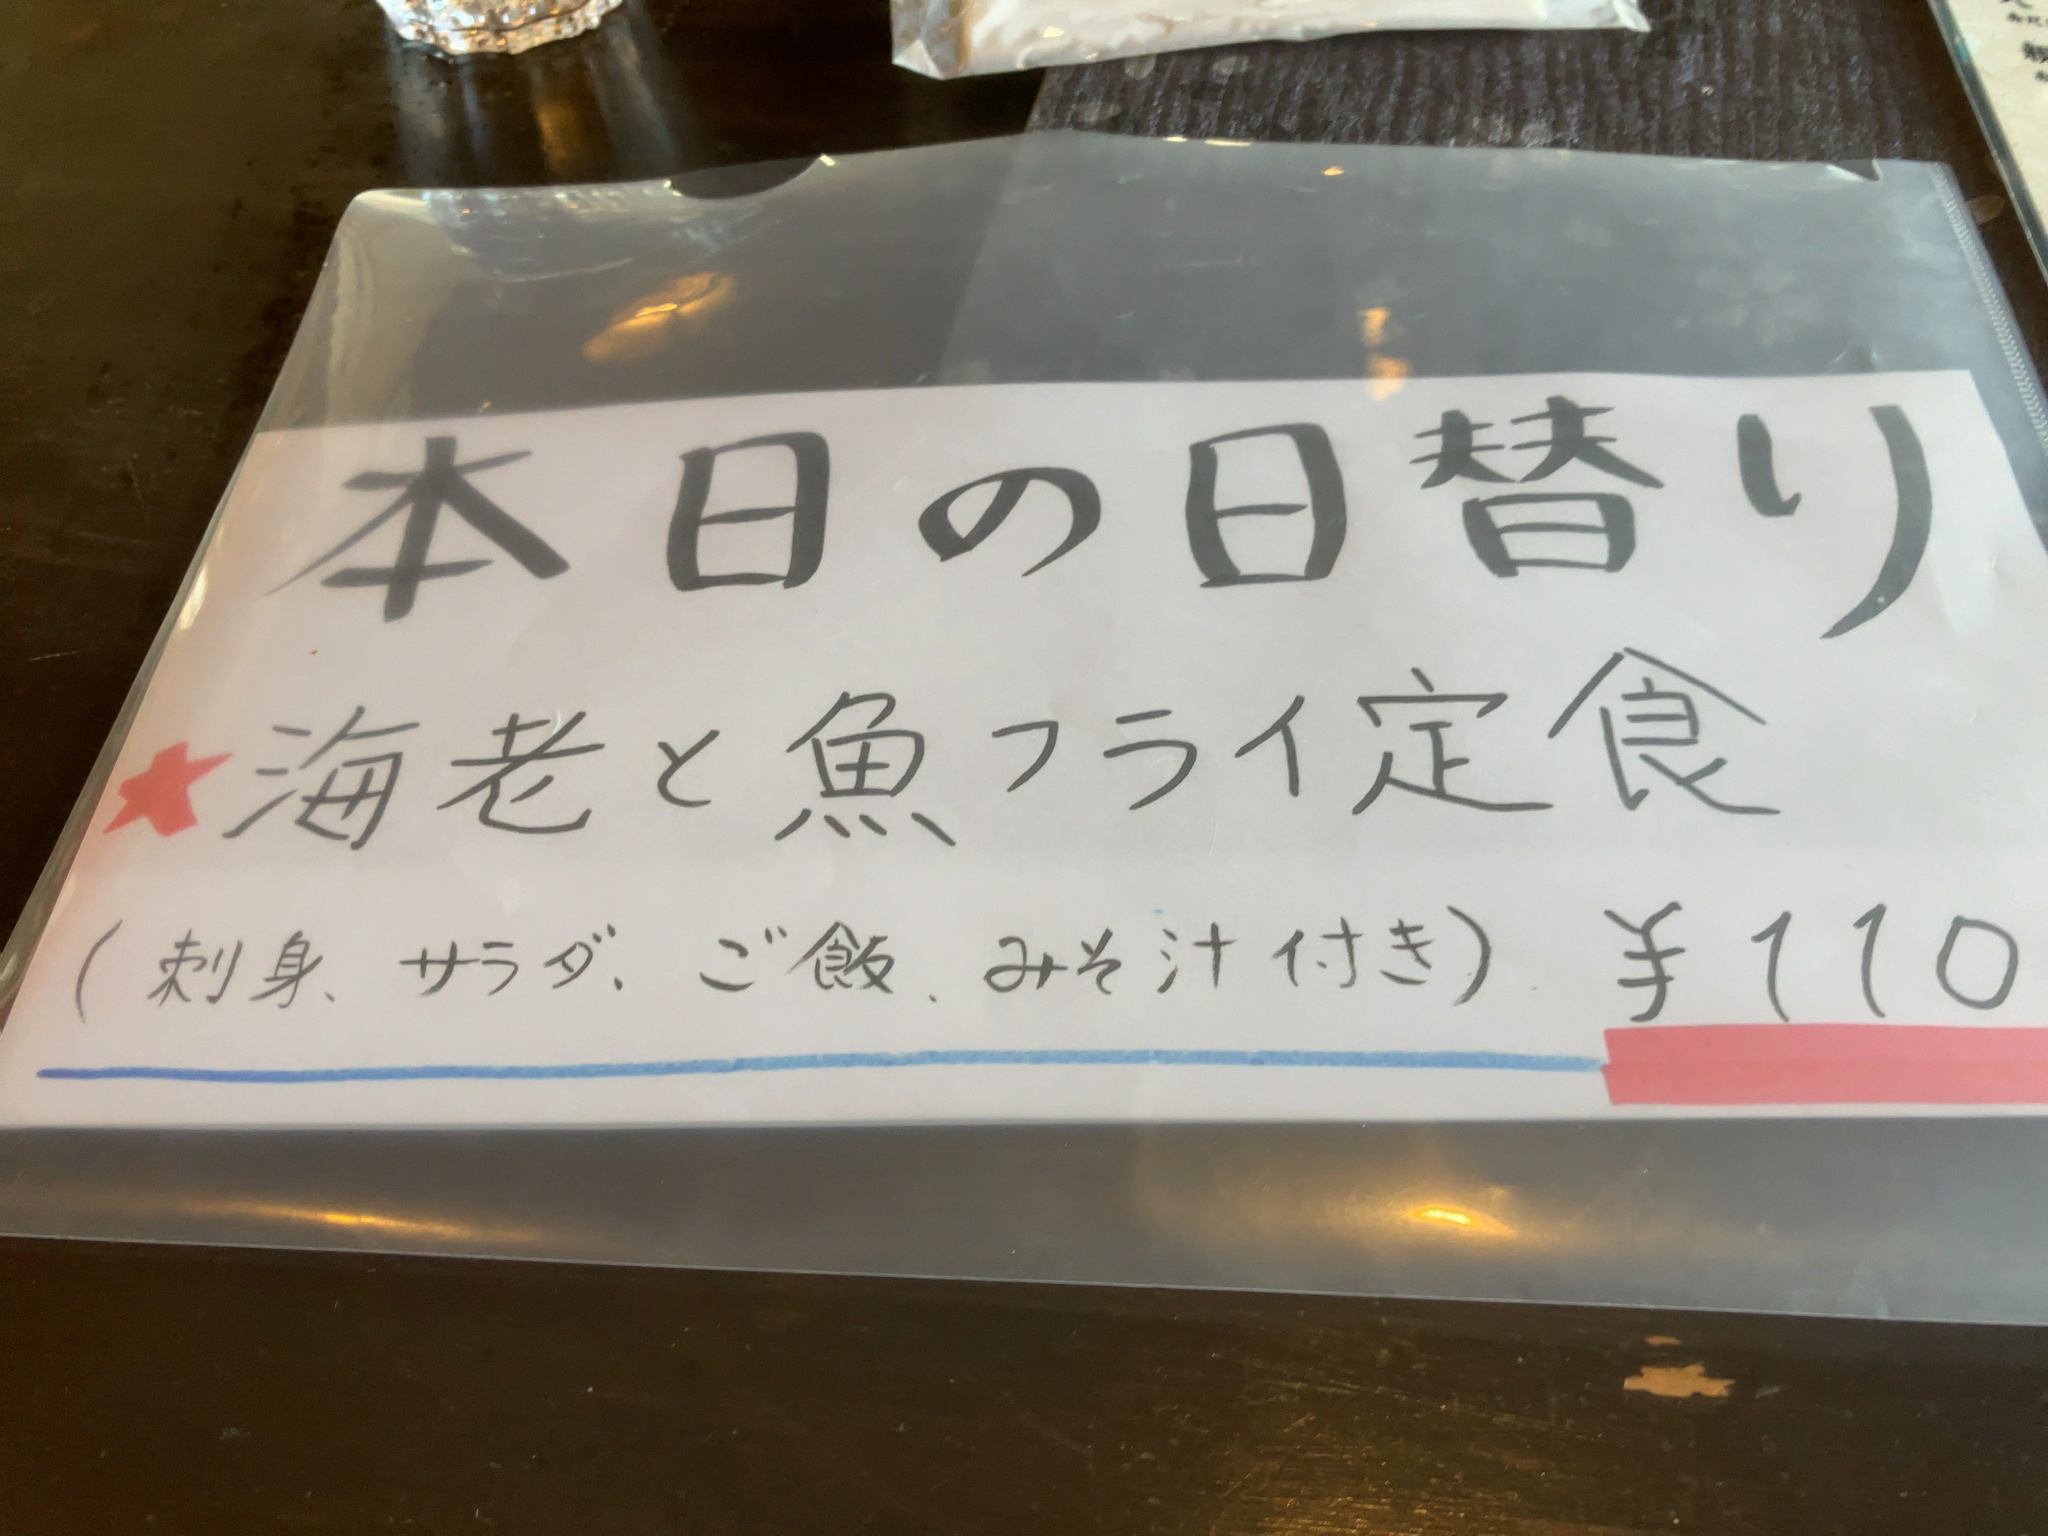 本日の日替り
★海老と魚フライ定食
(刺身、サラダ、ご飯、みそ汁付き) ¥110